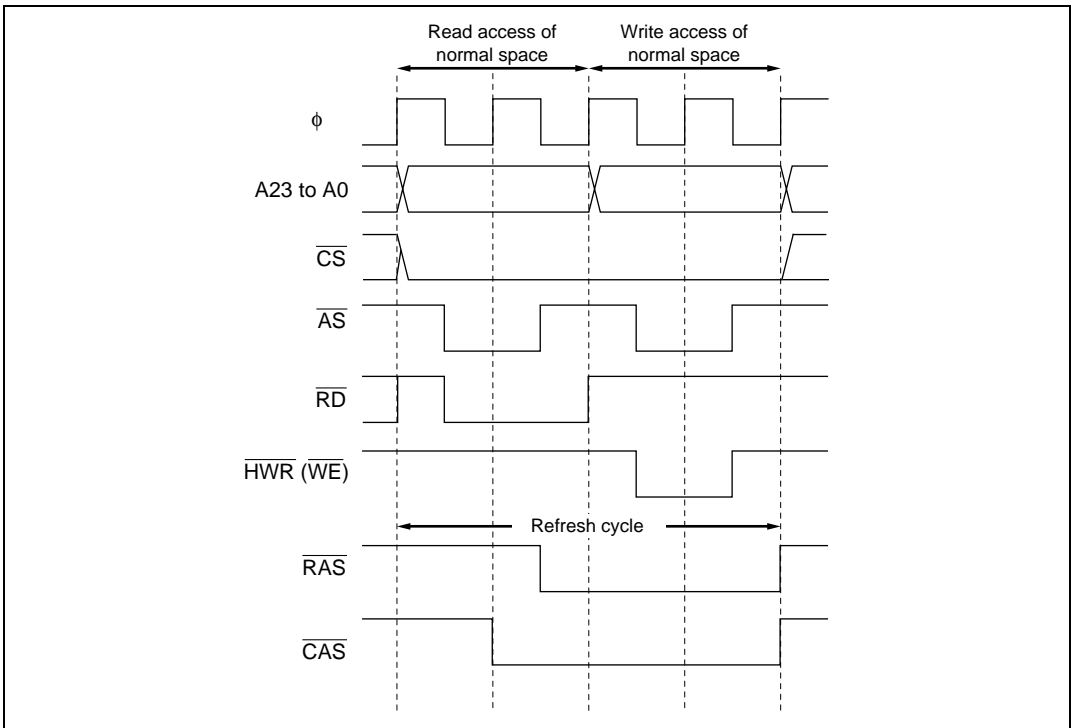 Read access of
normal space
Write access of
normal space
ϕ
A23 to A0
CS
AS
RD
HWR (WE)
Refresh cycle
RAS
CAS